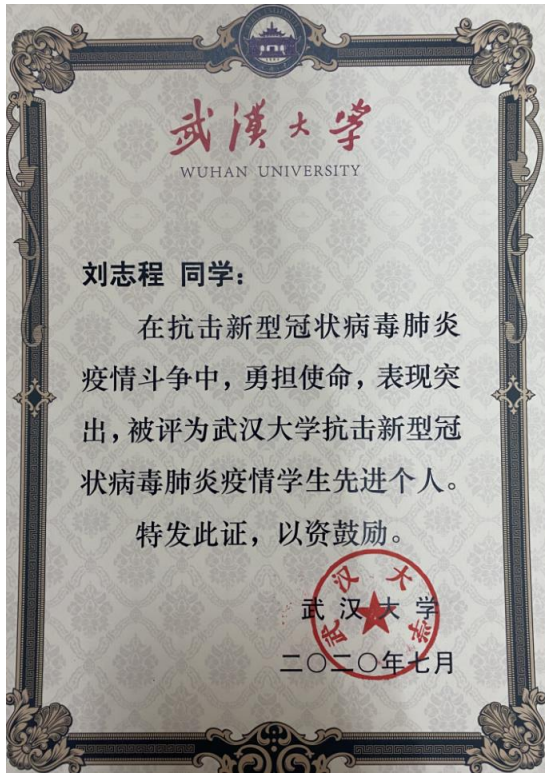 武漢大学
WUHAN UNIVERSITY
刘志程 同学：
在抗击新型冠状病毒肺炎
疫情斗争中，勇担使命，表现突
出，被评为武汉大学抗击新型冠
状病毒肺炎疫情学生先进个人。
特发此证，以资鼓励。
武汉大学
武汉大学
二〇二〇年七月